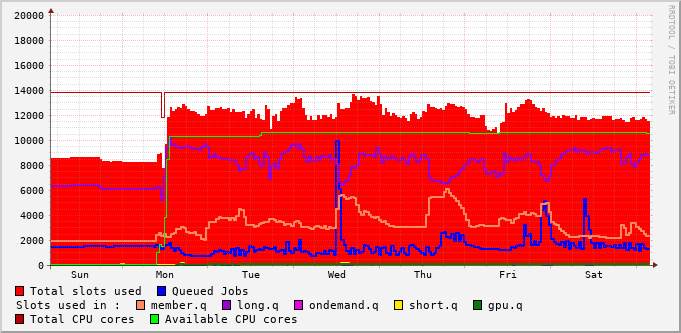 RRDTOOL / TOBI OETIKER
20000
18000
16000
14000
12000
10000
8000
6000
4000
2000
0
Sun Mon Tue Wed Thu Fri Sat
Total slots used Queued Jobs
Slots used in : member.q long.q ondemand.q short.q gpu.q
Total CPU cores Available CPU cores